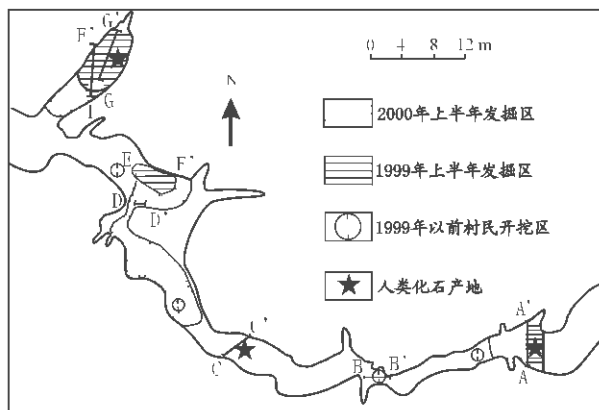 G'
F'
G
I
0 4 8 12 m
N
2000年上半年发掘区
1999年上半年发掘区
1999年以前村民开挖区
人类化石产地
E
E'
D
D'
C'
C
B
B'
A'
A